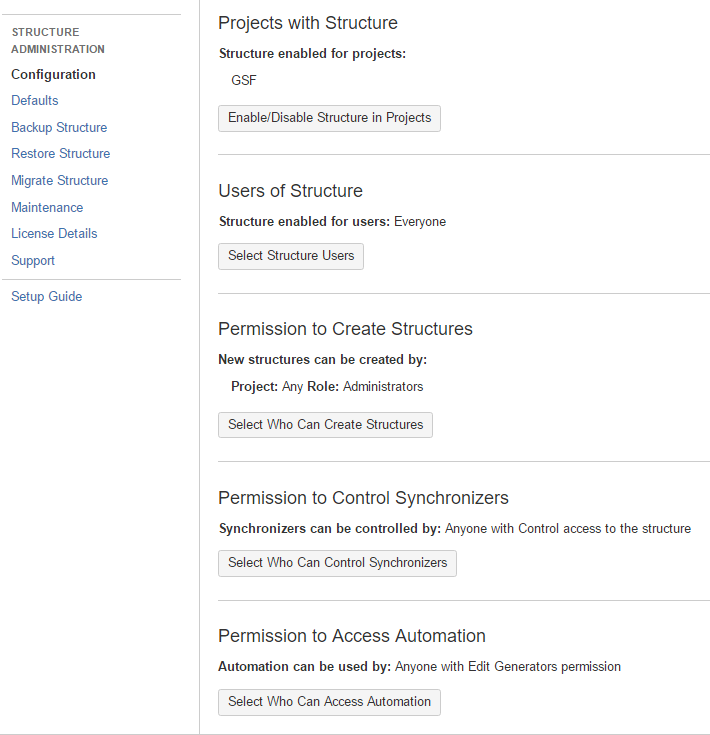 STRUCTURE
ADMINISTRATION
Configuration
Defaults
Backup Structure
Restore Structure
Migrate Structure
Maintenance
License Details
Support
Setup Guide
Projects with Structure
Structure enabled for projects:
GSF
Enable/Disable Structure in Projects
Users of Structure
Structure enabled for users: Everyone
Select Structure Users
Permission to Create Structures
New structures can be created by:
Project: Any Role: Administrators
Select Who Can Create Structures
Permission to Control Synchronizers
Synchronizers can be controlled by: Anyone with Control access to the structure
Select Who Can Control Synchronizers
Permission to Access Automation
Automation can be used by: Anyone with Edit Generators permission
Select Who Can Access Automation